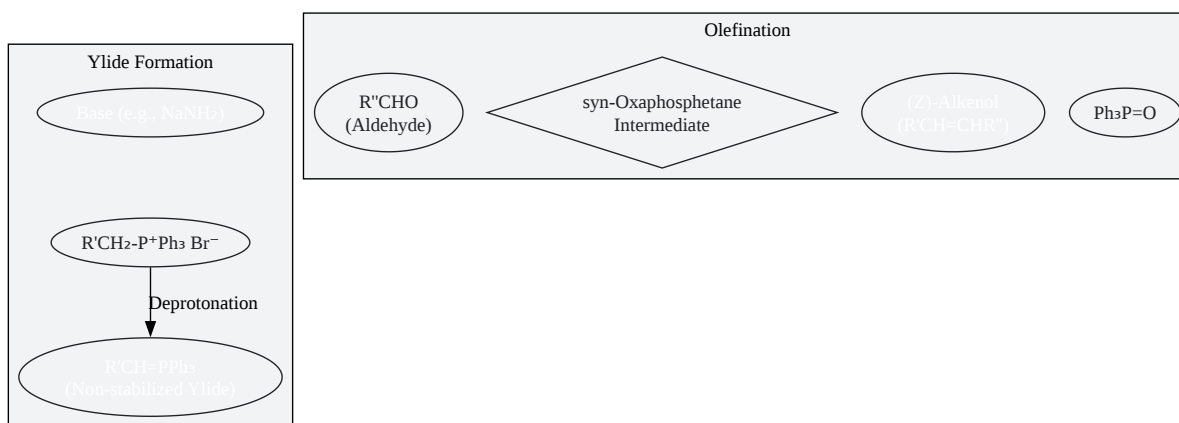 Ylide Formation
Base (e.g., NaNH₂)
R'CH₂-P⁺Ph₃ Br⁻
Deprotonation
R'CH=PPh₃
(Non-stabilized Ylide)
Olefination
R''CHO
(Aldehyde)
syn-Oxaphosphetane
Intermediate
(Z)-Alkenol
(R'CH=CHR'')
Ph₃P=O